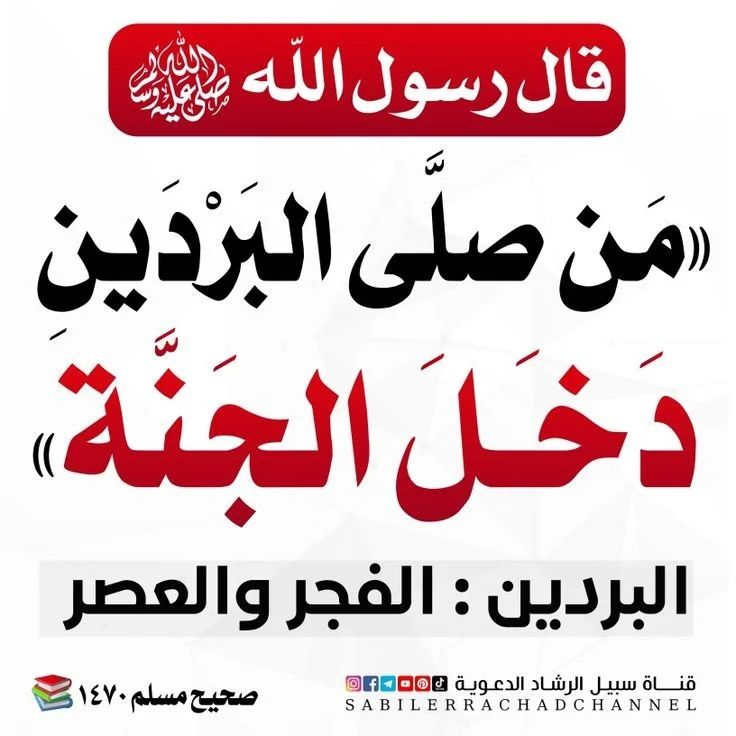 قال رسول الله صلى الله عليه وسلم
«مَن صلَّى البَرْدَينِ
دَخَلَ الجَنَّة»
البردين : الفجر والعصر
قنــاة سبيل الرشاد الدعوية
SABILERRACHADCHANNEL
صحيح مسلم ١٤٧٠